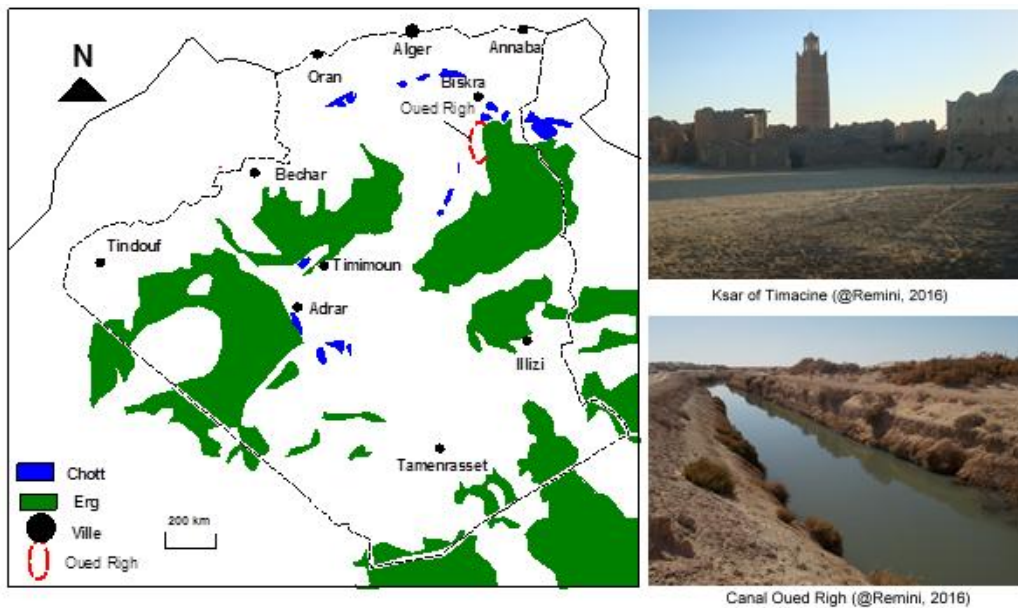 N
Alger
Annaba
Oran
Biskra
Oued Righ
Bechar
Tindouf
Timimoun
Adrar
Illizi
Tamenrasset
Chott
Erg
Ville
Oued Righ
200 km
Ksar of Timacine (@Remini, 2016)
Canal Oued Righ (@Remini, 2016)